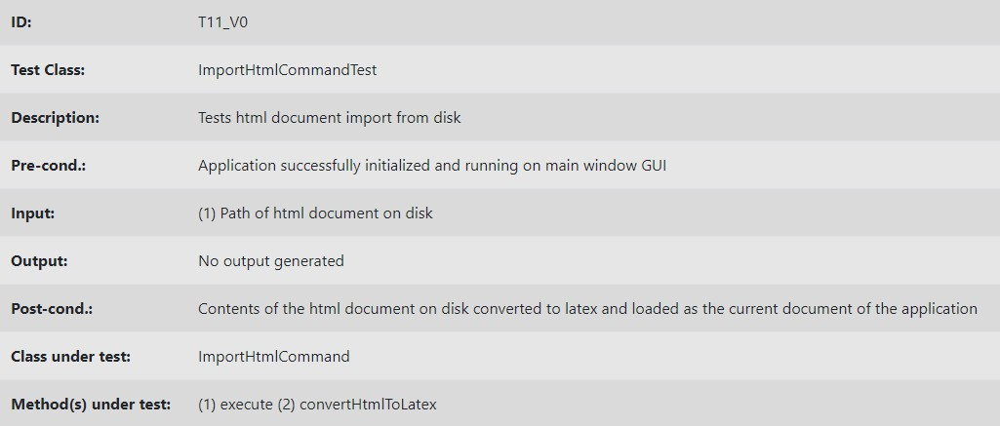 ID: T11_V0
Test Class: ImportHtmlCommandTest
Description: Tests html document import from disk
Pre-cond.: Application successfully initialized and running on main window GUI
Input: (1) Path of html document on disk
Output: No output generated
Post-cond.: Contents of the html document on disk converted to latex and loaded as the current document of the application
Class under test: ImportHtmlCommand
Method(s) under test: (1) execute (2) convertHtmlToLatex